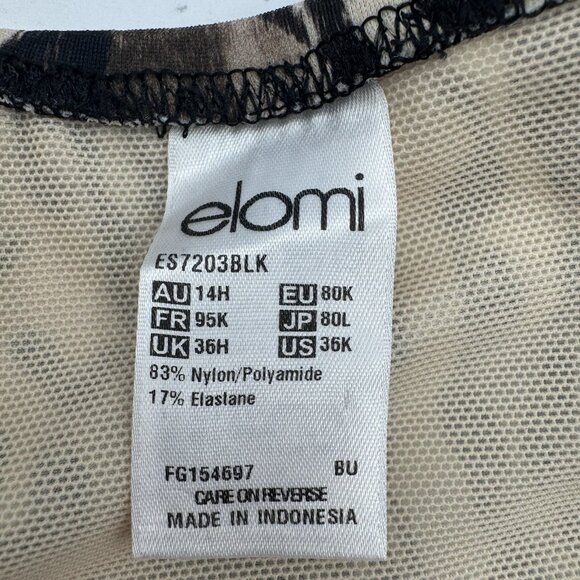 elomi
ES7203BLK
AU 14H EU 80K
FR 95K JP 80L
UK 36H US 36K
83% Nylon/Polyamide
17% Elastane
FG154697 BU
CARE ON REVERSE
MADE IN INDONESIA